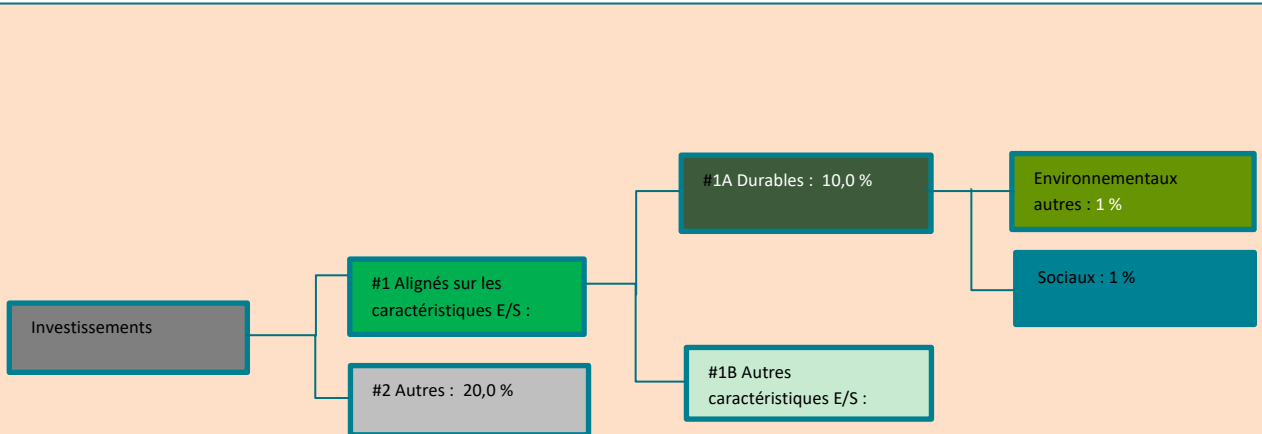 #1A Durables : 10,0 %
Environnementaux
autres : 1 %
Sociaux : 1 %
#1 Alignés sur les
caractéristiques E/S :
Investissements
#2 Autres : 20,0 %
#1B Autres
caractéristiques E/S :